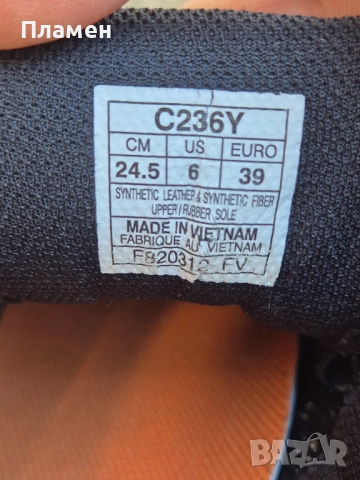 Пламен
C236Y
CM US EURO
24.5 6 39
SYNTHETIC LEATHER & SYNTHETIC FIBER
UPPER / RUBBER SOLE
MADE IN VIETNAM
FABRIQUE AU VIETNAM
F820312 FV
BAZAR